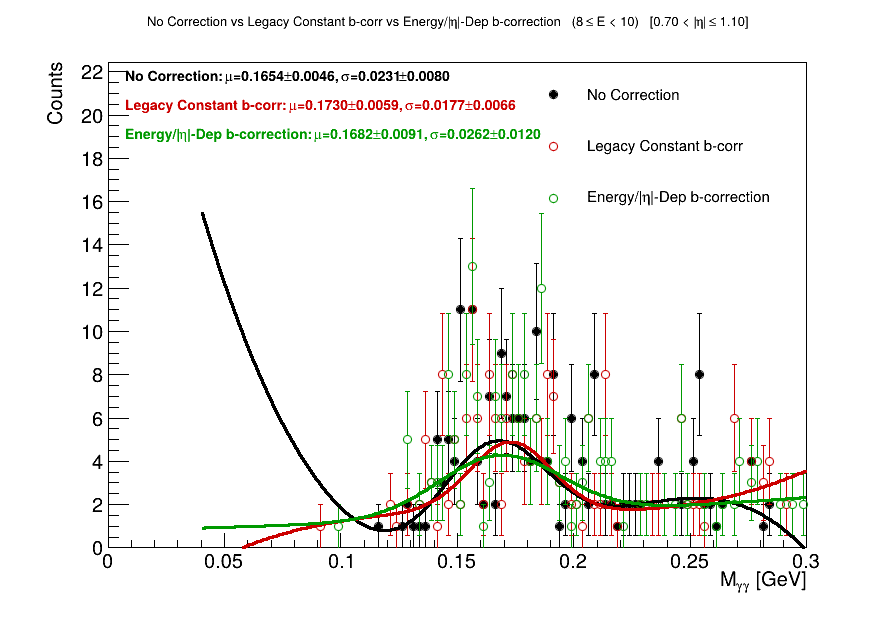 No Correction vs Legacy Constant b-corr vs Energy/|η|-Dep b-correction (8 ≤ E < 10) [0.70 < |η| ≤ 1.10]
Counts
22
20
18
16
14
12
10
8
6
4
2
0
No Correction: μ=0.1654±0.0046, σ=0.0231±0.0080
Legacy Constant b-corr: μ=0.1730±0.0059, σ=0.0177±0.0066
Energy/|η|-Dep b-correction: μ=0.1682±0.0091, σ=0.0262±0.0120
No Correction
Legacy Constant b-corr
Energy/|η|-Dep b-correction
0 0.05 0.1 0.15 0.2 0.25 0.3
Mγγ [GeV]